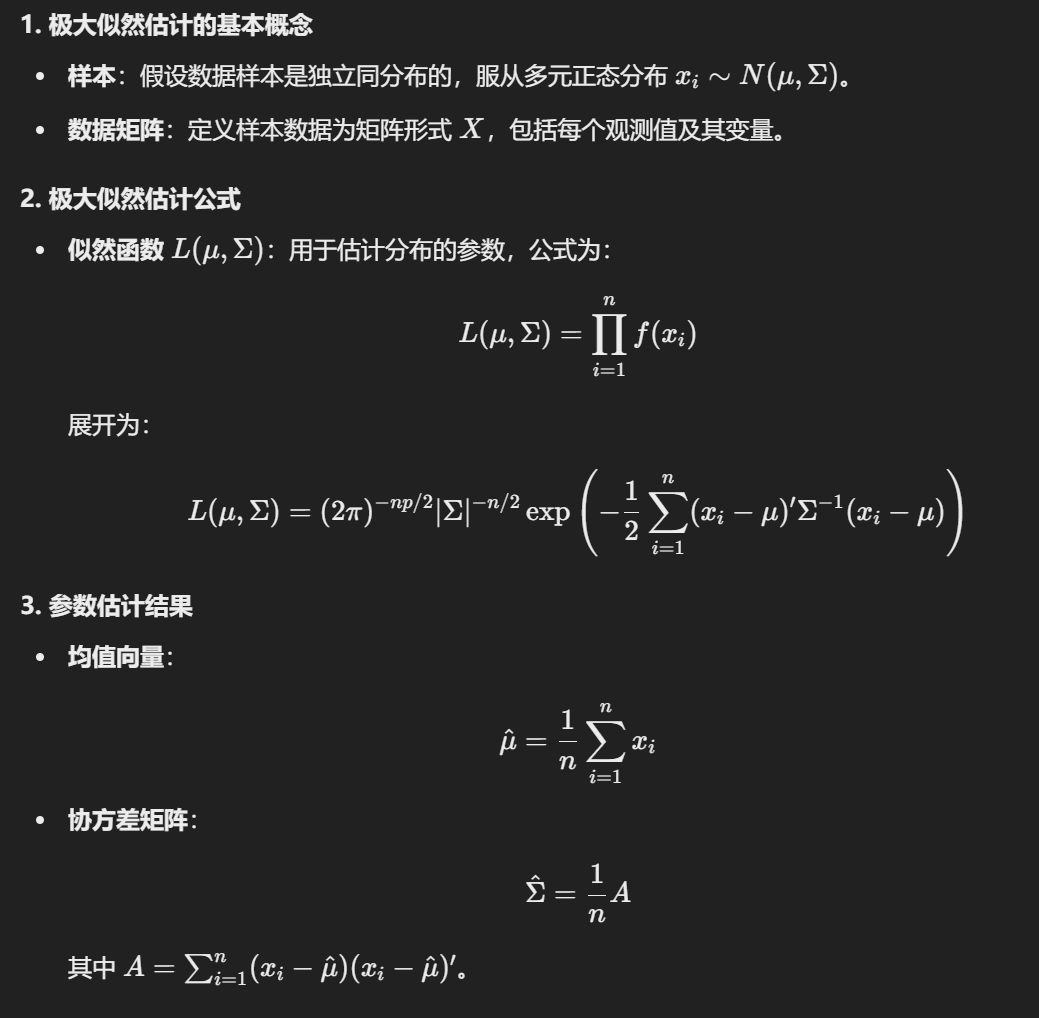 1. 极大似然估计的基本概念
• 样本：假设数据样本是独立同分布的，服从多元正态分布 $x_i \sim N(\mu, \Sigma)$。
• 数据矩阵：定义样本数据为矩阵形式 $X$，包括每个观测值及其变量。
2. 极大似然估计公式
• 似然函数 $L(\mu, \Sigma)$：用于估计分布的参数，公式为：
$L(\mu, \Sigma) = \prod_{i=1}^{n} f(x_i)$
展开为：
$L(\mu, \Sigma) = (2\pi)^{-np/2} |\Sigma|^{-n/2} \exp\left(-\frac{1}{2} \sum_{i=1}^{n} (x_i - \mu)' \Sigma^{-1} (x_i - \mu)\right)$
3. 参数估计结果
• 均值向量：
$\hat{\mu} = \frac{1}{n} \sum_{i=1}^{n} x_i$
• 协方差矩阵：
$\hat{\Sigma} = \frac{1}{n} A$
其中 $A = \sum_{i=1}^{n} (x_i - \hat{\mu})(x_i - \hat{\mu})'$。